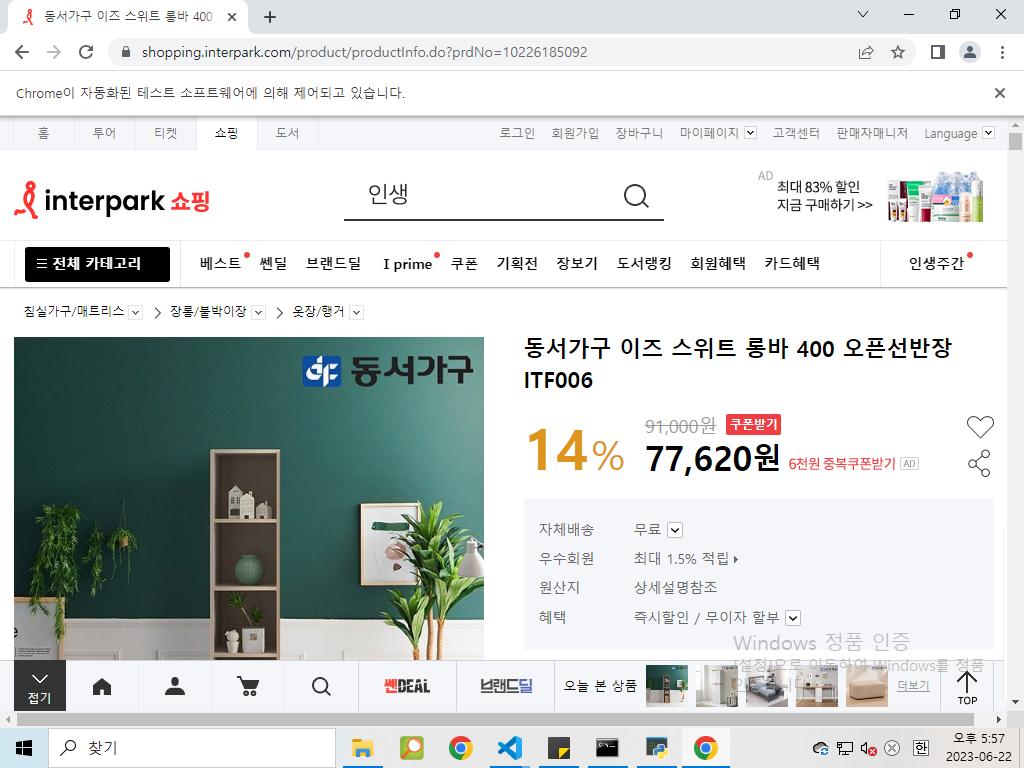 동서가구 이즈 스위트 롱바 400
shopping.interpark.com/product/productInfo.do?prdNo=10226185092
Chrome이 자동화된 테스트 소프트웨어에 의해 제어되고 있습니다.
홈 투어 티켓 쇼핑 도서 로그인 회원가입 장바구니 마이페이지 고객센터 판매자매니저 Language
interpark 쇼핑 인생
AD 최대 83% 할인
지금 구매하기 >>
전체 카테고리 베스트 쎈딜 브랜드딜 I prime 쿠폰 기획전 장보기 도서랭킹 회원혜택 카드혜택 인생주간
침실가구/매트리스 장롱/붙박이장 옷장/행거
동서가구
동서가구 이즈 스위트 롱바 400 오픈선반장
ITF006
14% 91,000원 쿠폰받기
77,620원 6천원 중복쿠폰받기 AD
자체배송 무료
우수회원 최대 1.5% 적립
원산지 상세설명참조
혜택 즉시할인 / 무이자 할부
Windows 정품 인증
[설정]으로 이동하여 Windows를 정품
접기 쎈DEAL 브랜드딜 오늘 본 상품 더보기 TOP
찾기
오후 5:57
2023-06-22
한